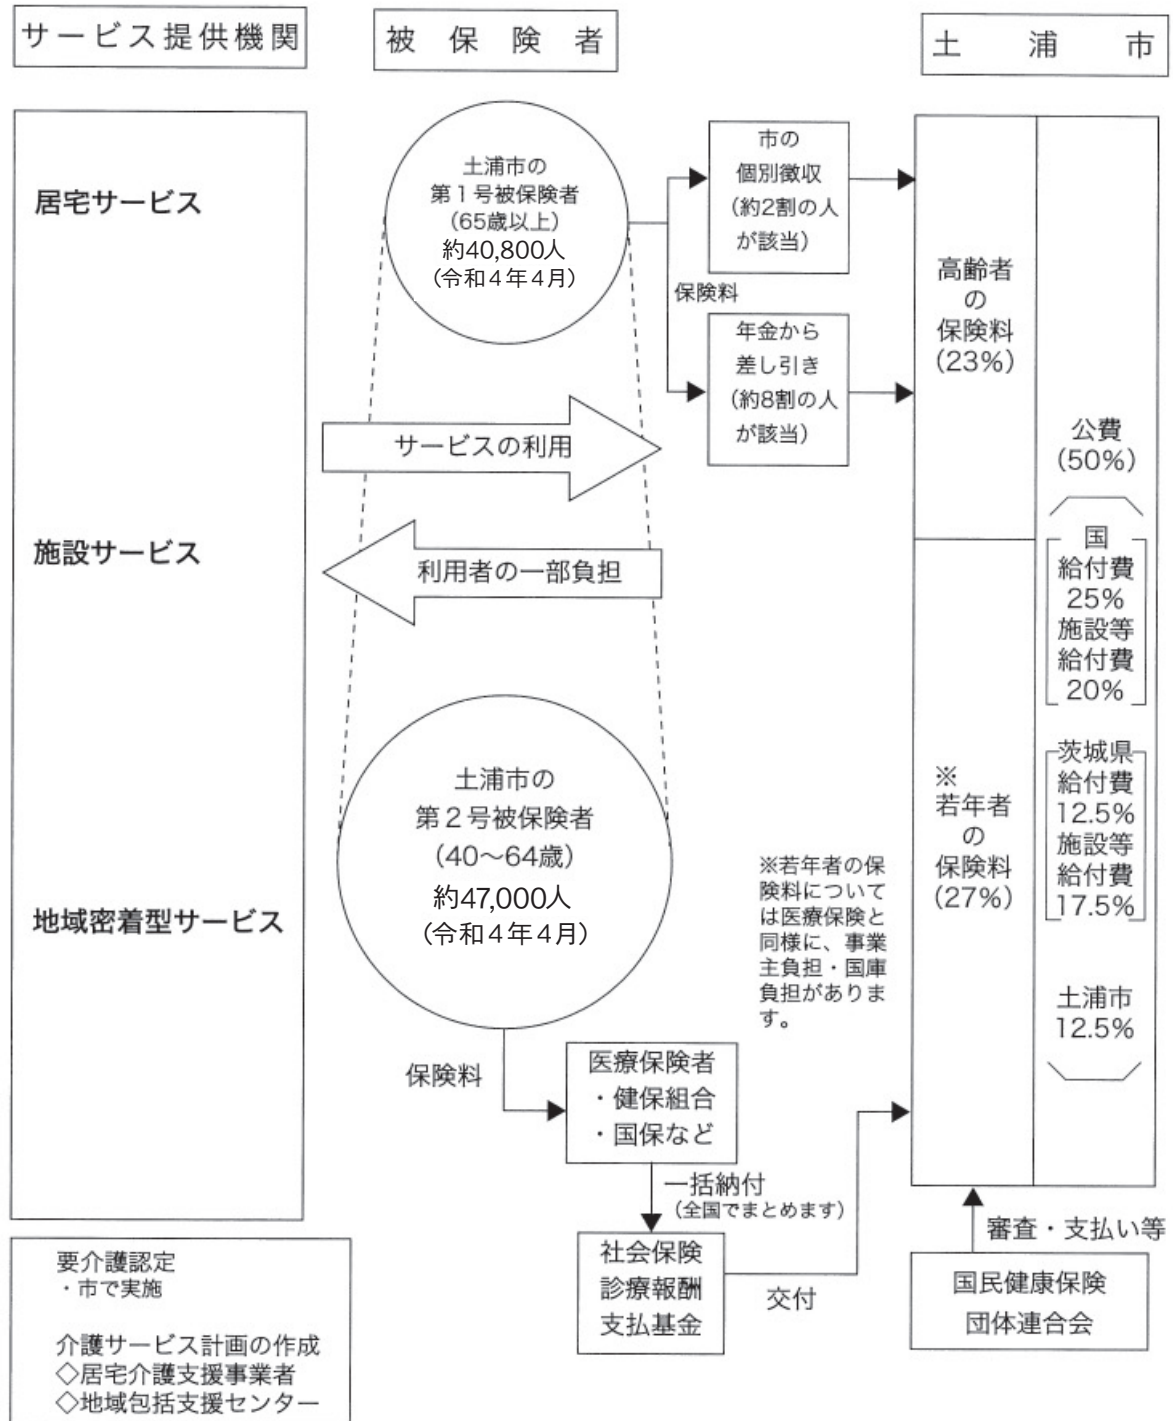 サービス提供機関
被保険者
土浦市
居宅サービス
施設サービス
地域密着型サービス
土浦市の
第１号被保険者
(65歳以上)
約40,800人
(令和４年４月)
保険料
市の
個別徴収
(約2割の人
が該当)
年金から
差し引き
(約8割の人
が該当)
サービスの利用
利用者の一部負担
土浦市の
第２号被保険者
(40〜64歳)
約47,000人
(令和４年４月)
保険料
医療保険者
・健保組合
・国保など
一括納付
(全国でまとめます)
社会保険
診療報酬
支払基金
交付
※若年者の保
険料について
は医療保険と
同様に、事業
主負担・国庫
負担がありま
す。
高齢者
の
保険料
(23%)
※
若年者
の
保険料
(27%)
公費
(50%)
国
給付費
25%
施設等
給付費
20%
茨城県
給付費
12.5%
施設等
給付費
17.5%
土浦市
12.5%
審査・支払い等
国民健康保険
団体連合会
要介護認定
・市で実施
介護サービス計画の作成
◇居宅介護支援事業者
◇地域包括支援センター